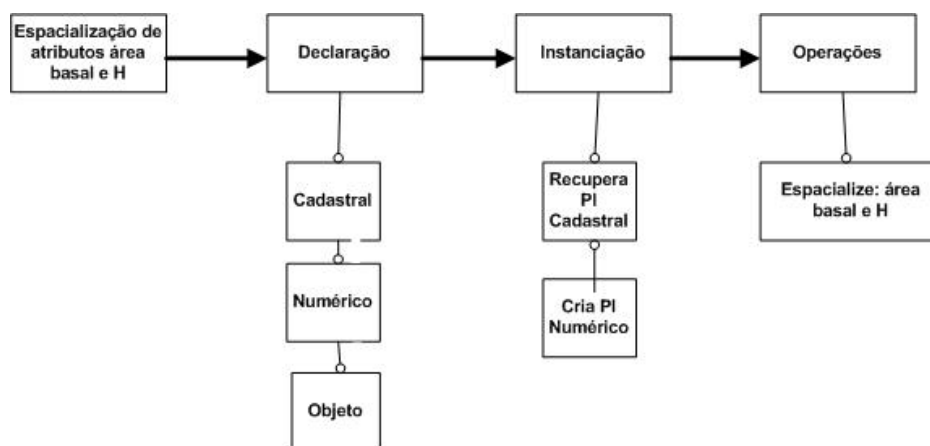 Espacialização de
atributos área
basal e H
Declaração
Instanciação
Operações
Cadastral
Numérico
Objeto
Recupera
PI
Cadastral
Cria PI
Numérico
Espacialize: área
basal e H